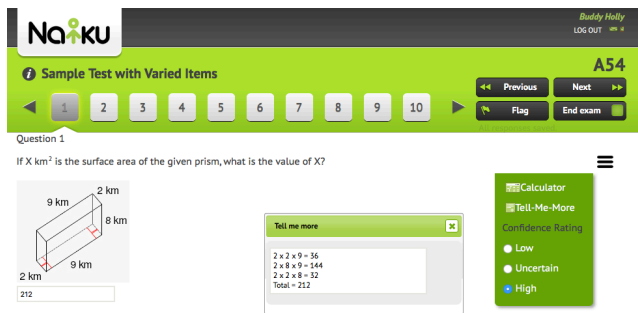 Buddy Holly
LOG OUT
Naiku
Sample Test with Varied Items
A54
Previous
Next
1 2 3 4 5 6 7 8 9 10
Flag
End exam
Question 1
If X km² is the surface area of the given prism, what is the value of X?
2 km
9 km
8 km
9 km
2 km
212
Tell me more
2 x 2 x 9 = 36
2 x 8 x 9 = 144
2 x 2 x 8 = 32
Total = 212
Calculator
Tell-Me-More
Confidence Rating
Low
Uncertain
High